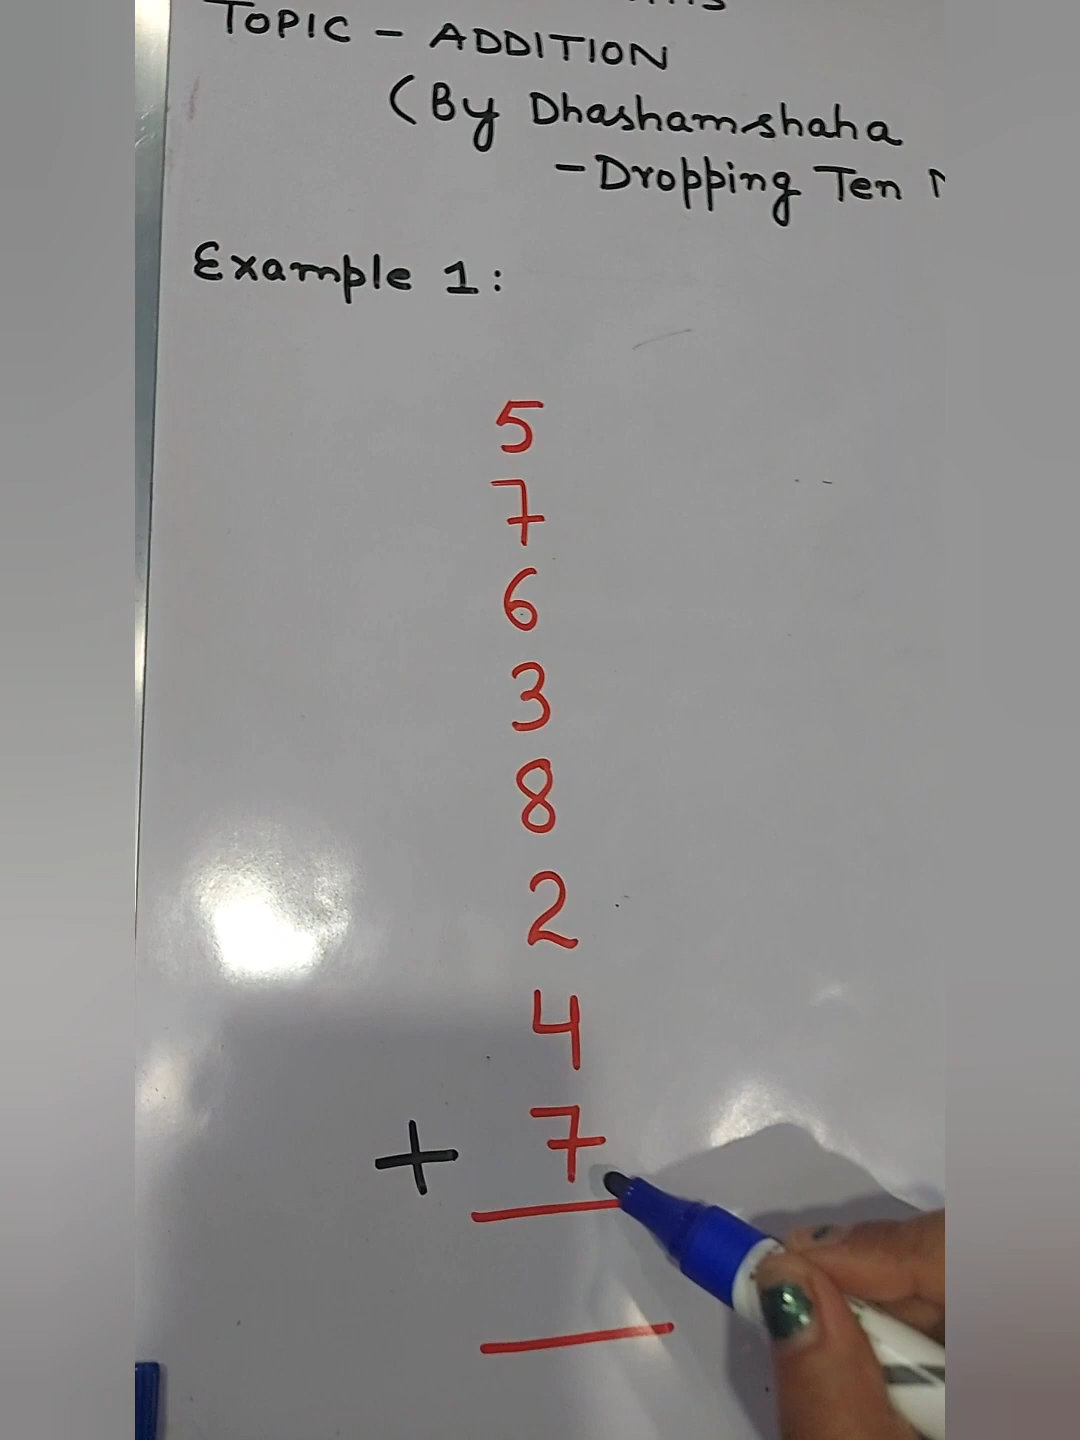 TOPIC - ADDITION
(By Dhashamshaha
- Dropping Ten
Example 1:
5
7
6
3
8
2
4
+ 7